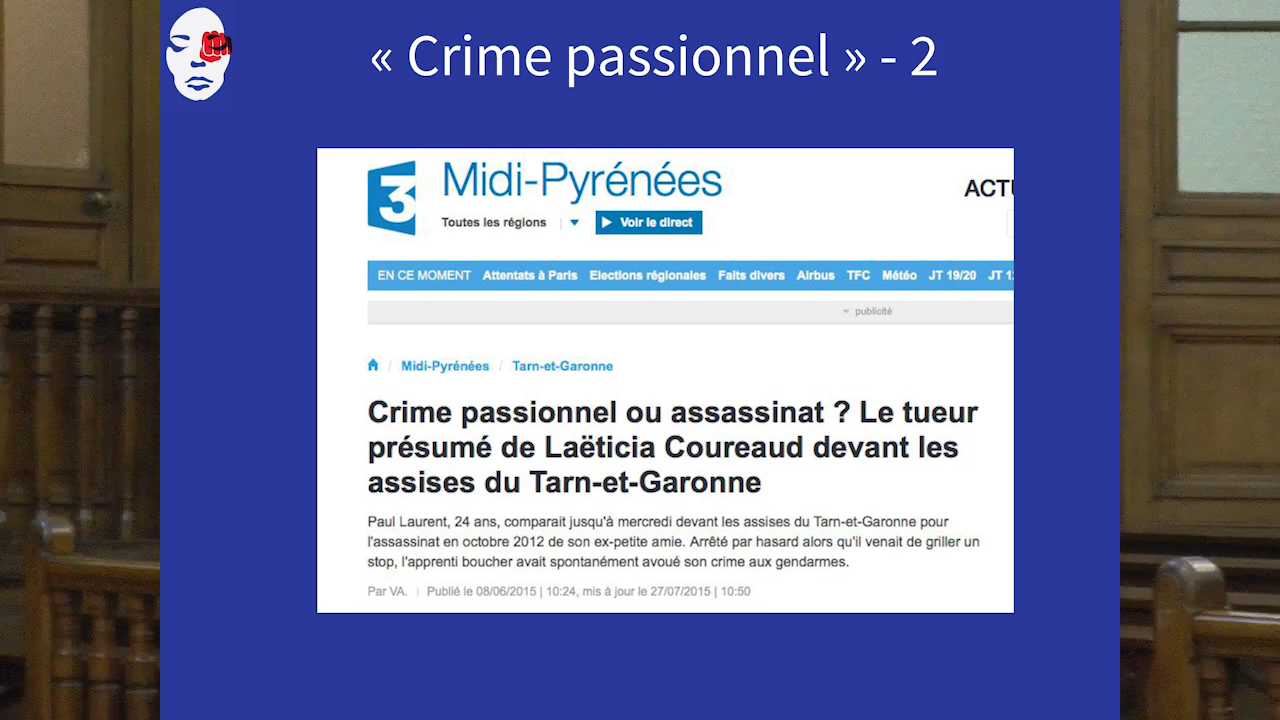 « Crime passionnel » - 2
3 Midi-Pyrénées
ACTU
Toutes les régions
Voir le direct
EN CE MOMENT Attentats à Paris Elections régionales Faits divers Airbus TFC Météo JT 19/20 JT 1
publicité
/ Midi-Pyrénées / Tarn-et-Garonne
Crime passionnel ou assassinat ? Le tueur
présumé de Laëticia Coureaud devant les
assises du Tarn-et-Garonne
Paul Laurent, 24 ans, comparait jusqu'à mercredi devant les assises du Tarn-et-Garonne pour
l'assassinat en octobre 2012 de son ex-petite amie. Arrêté par hasard alors qu'il venait de griller un
stop, l'apprenti boucher avait spontanément avoué son crime aux gendarmes.
Par VA. | Publié le 08/06/2015 | 10:24, mis à jour le 27/07/2015 | 10:50